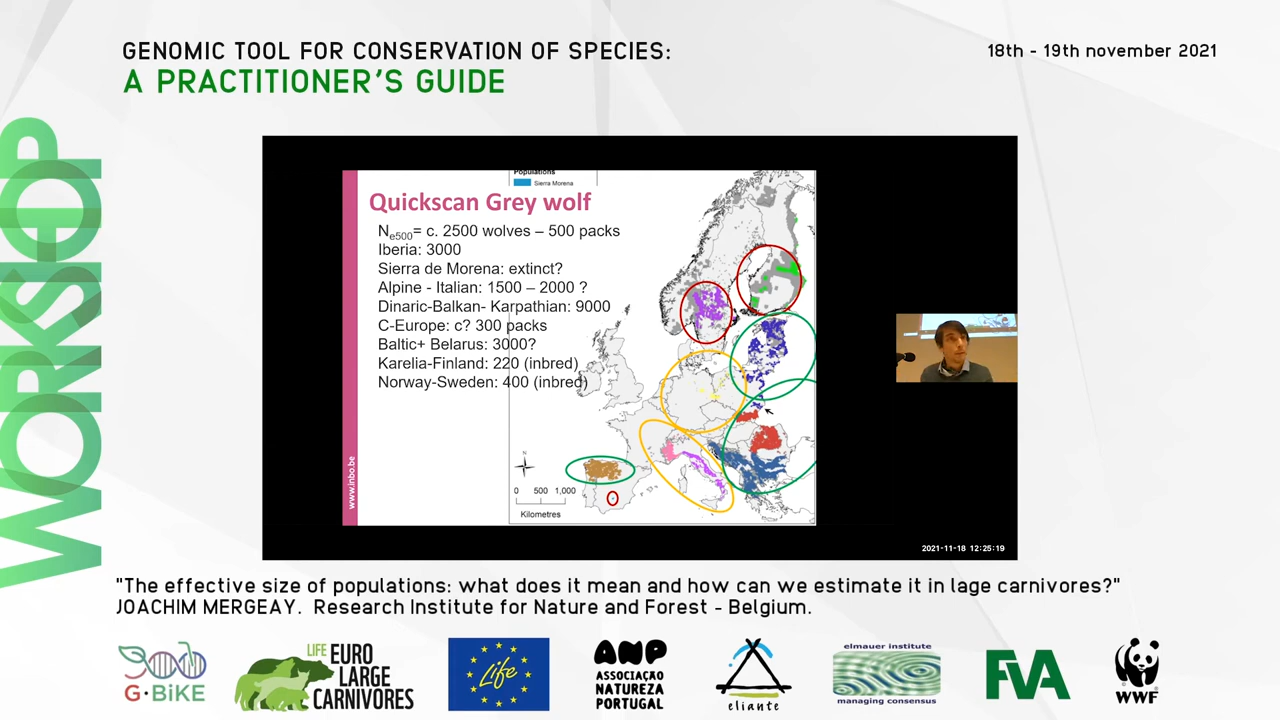 GENOMIC TOOL FOR CONSERVATION OF SPECIES:
A PRACTITIONER'S GUIDE
18th - 19th november 2021
WORKSHOP
Populations
Sierra Morena
Quickscan Grey wolf
Ne500= c. 2500 wolves – 500 packs
Iberia: 3000
Sierra de Morena: extinct?
Alpine - Italian: 1500 – 2000 ?
Dinaric-Balkan- Karpathian: 9000
C-Europe: c? 300 packs
Baltic+ Belarus: 3000?
Karelia-Finland: 220 (inbred)
Norway-Sweden: 400 (inbred)
www.inbo.be
N
0 500 1,000
Kilometres
2021-11-18 12:25:19
"The effective size of populations: what does it mean and how can we estimate it in lage carnivores?"
JOACHIM MERGEAY. Research Institute for Nature and Forest - Belgium.
G·BiKE
LIFE EURO
LARGE
CARNIVORES
Life
ANP
ASSOCIAÇÃO
NATUREZA
PORTUGAL
eliante
elmauer institute
managing consensus
FVA
WWF